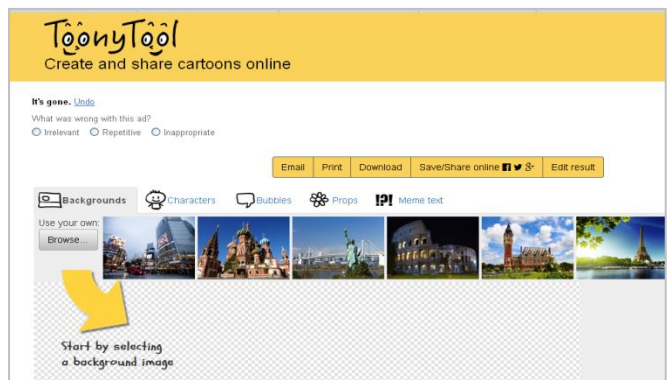 ToonyTool
Create and share cartoons online
It's gone. Undo
What was wrong with this ad?
Irrelevant Repetitive Inappropriate
Email Print Download Save/Share online Edit result
Backgrounds Characters Bubbles Props !?! Meme text
Use your own:
Browse...
Start by selecting
a background image